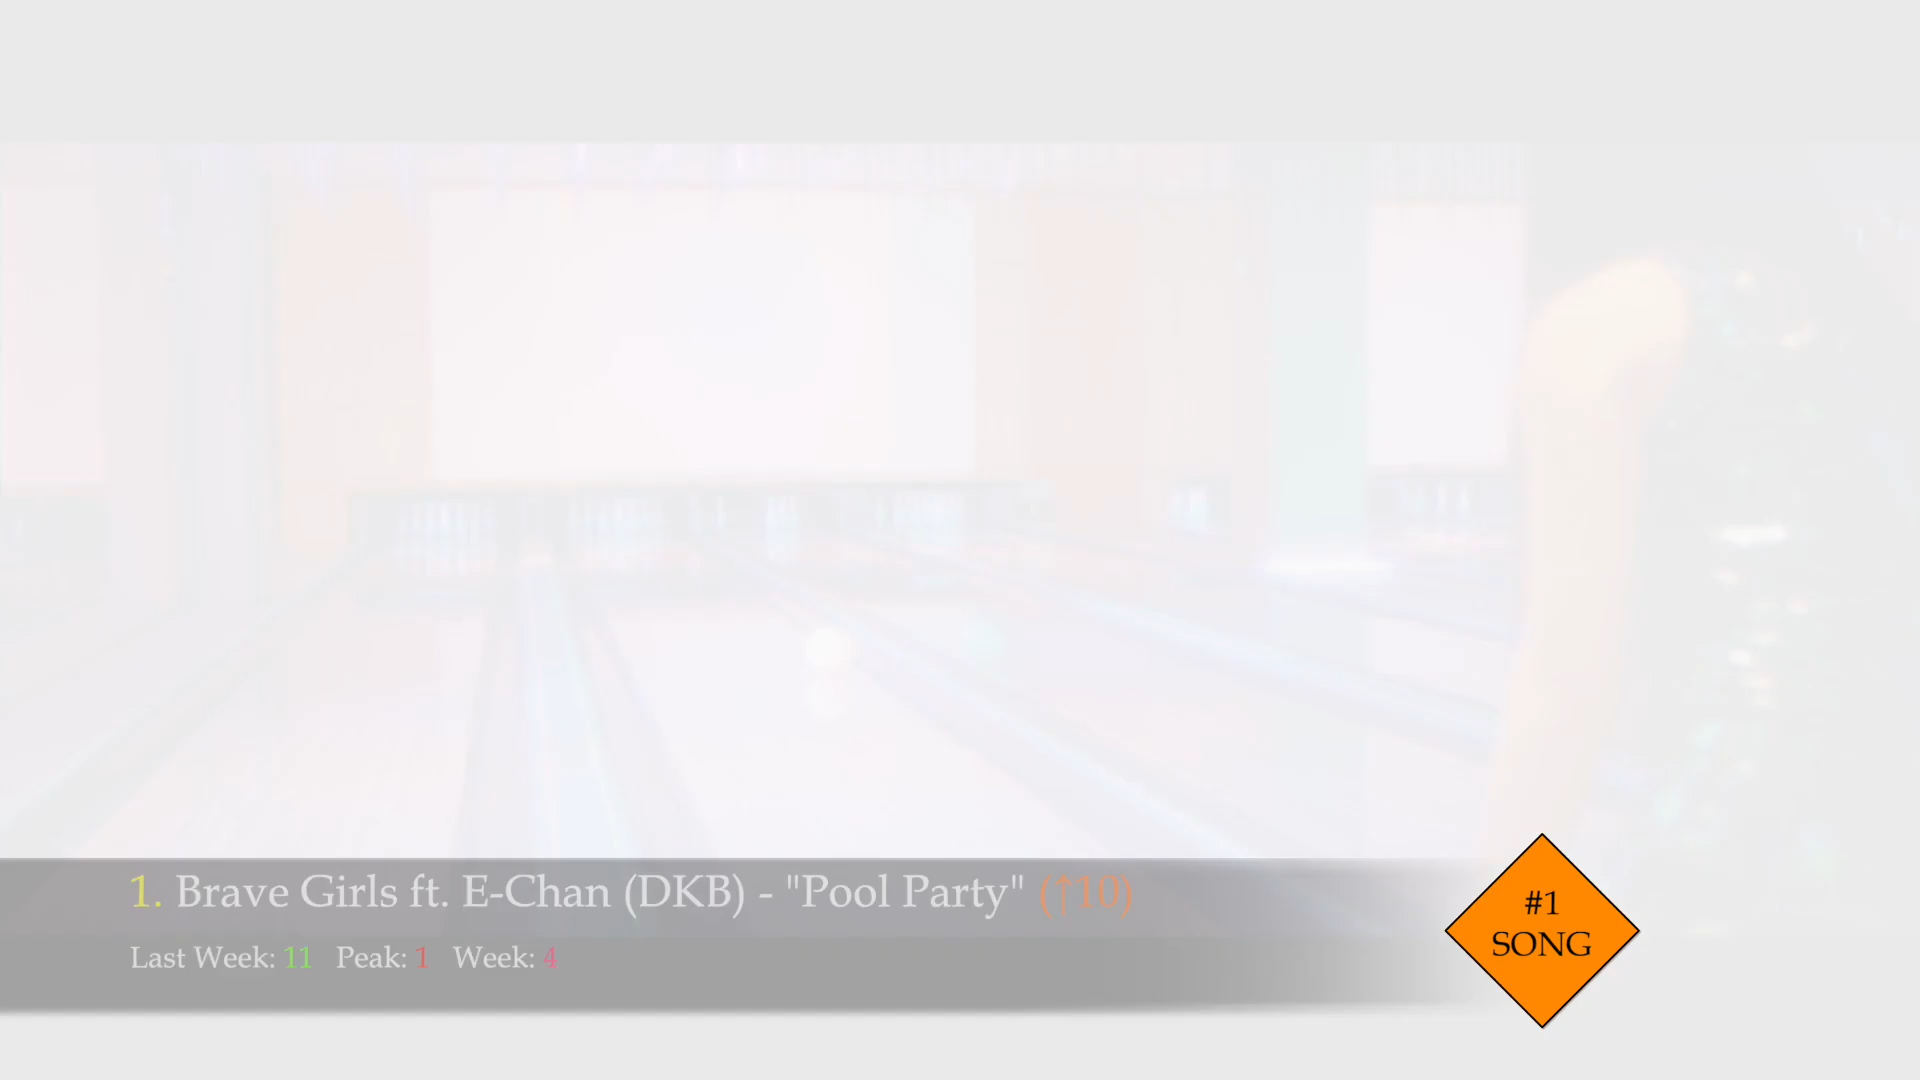 1. Brave Girls ft. E-Chan (DKB) - "Pool Party" (↑10)
Last Week: 11 Peak: 1 Week: 4
#1
SONG